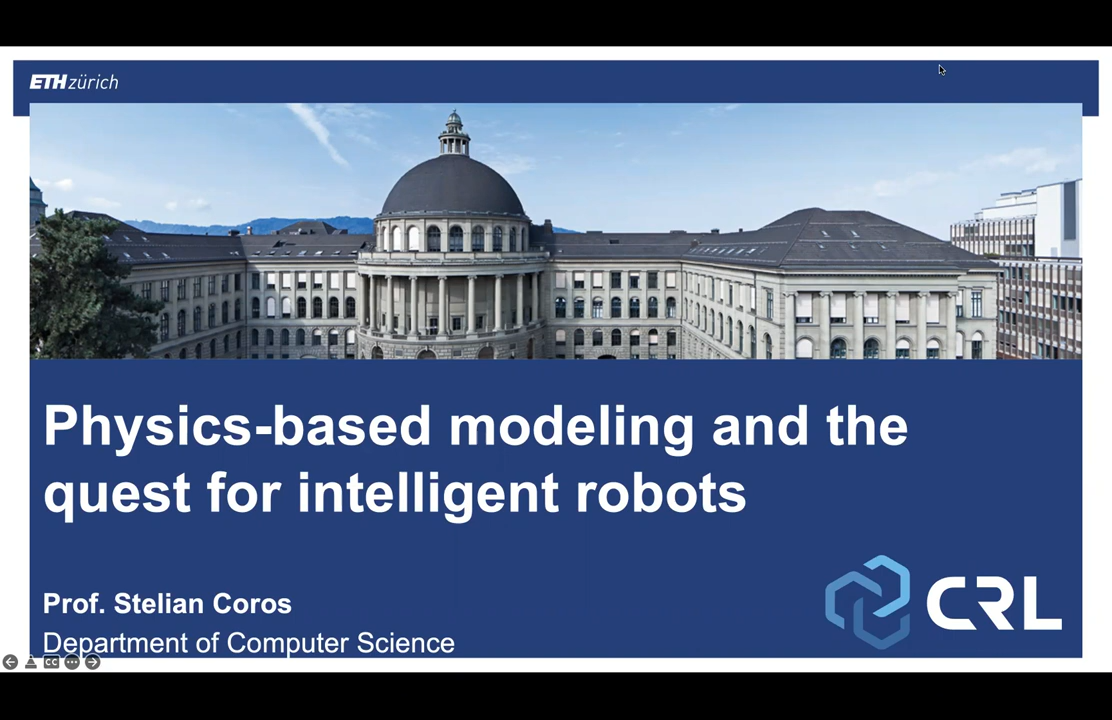 ETH zürich
Physics-based modeling and the
quest for intelligent robots
Prof. Stelian Coros
Department of Computer Science
CRL
CC